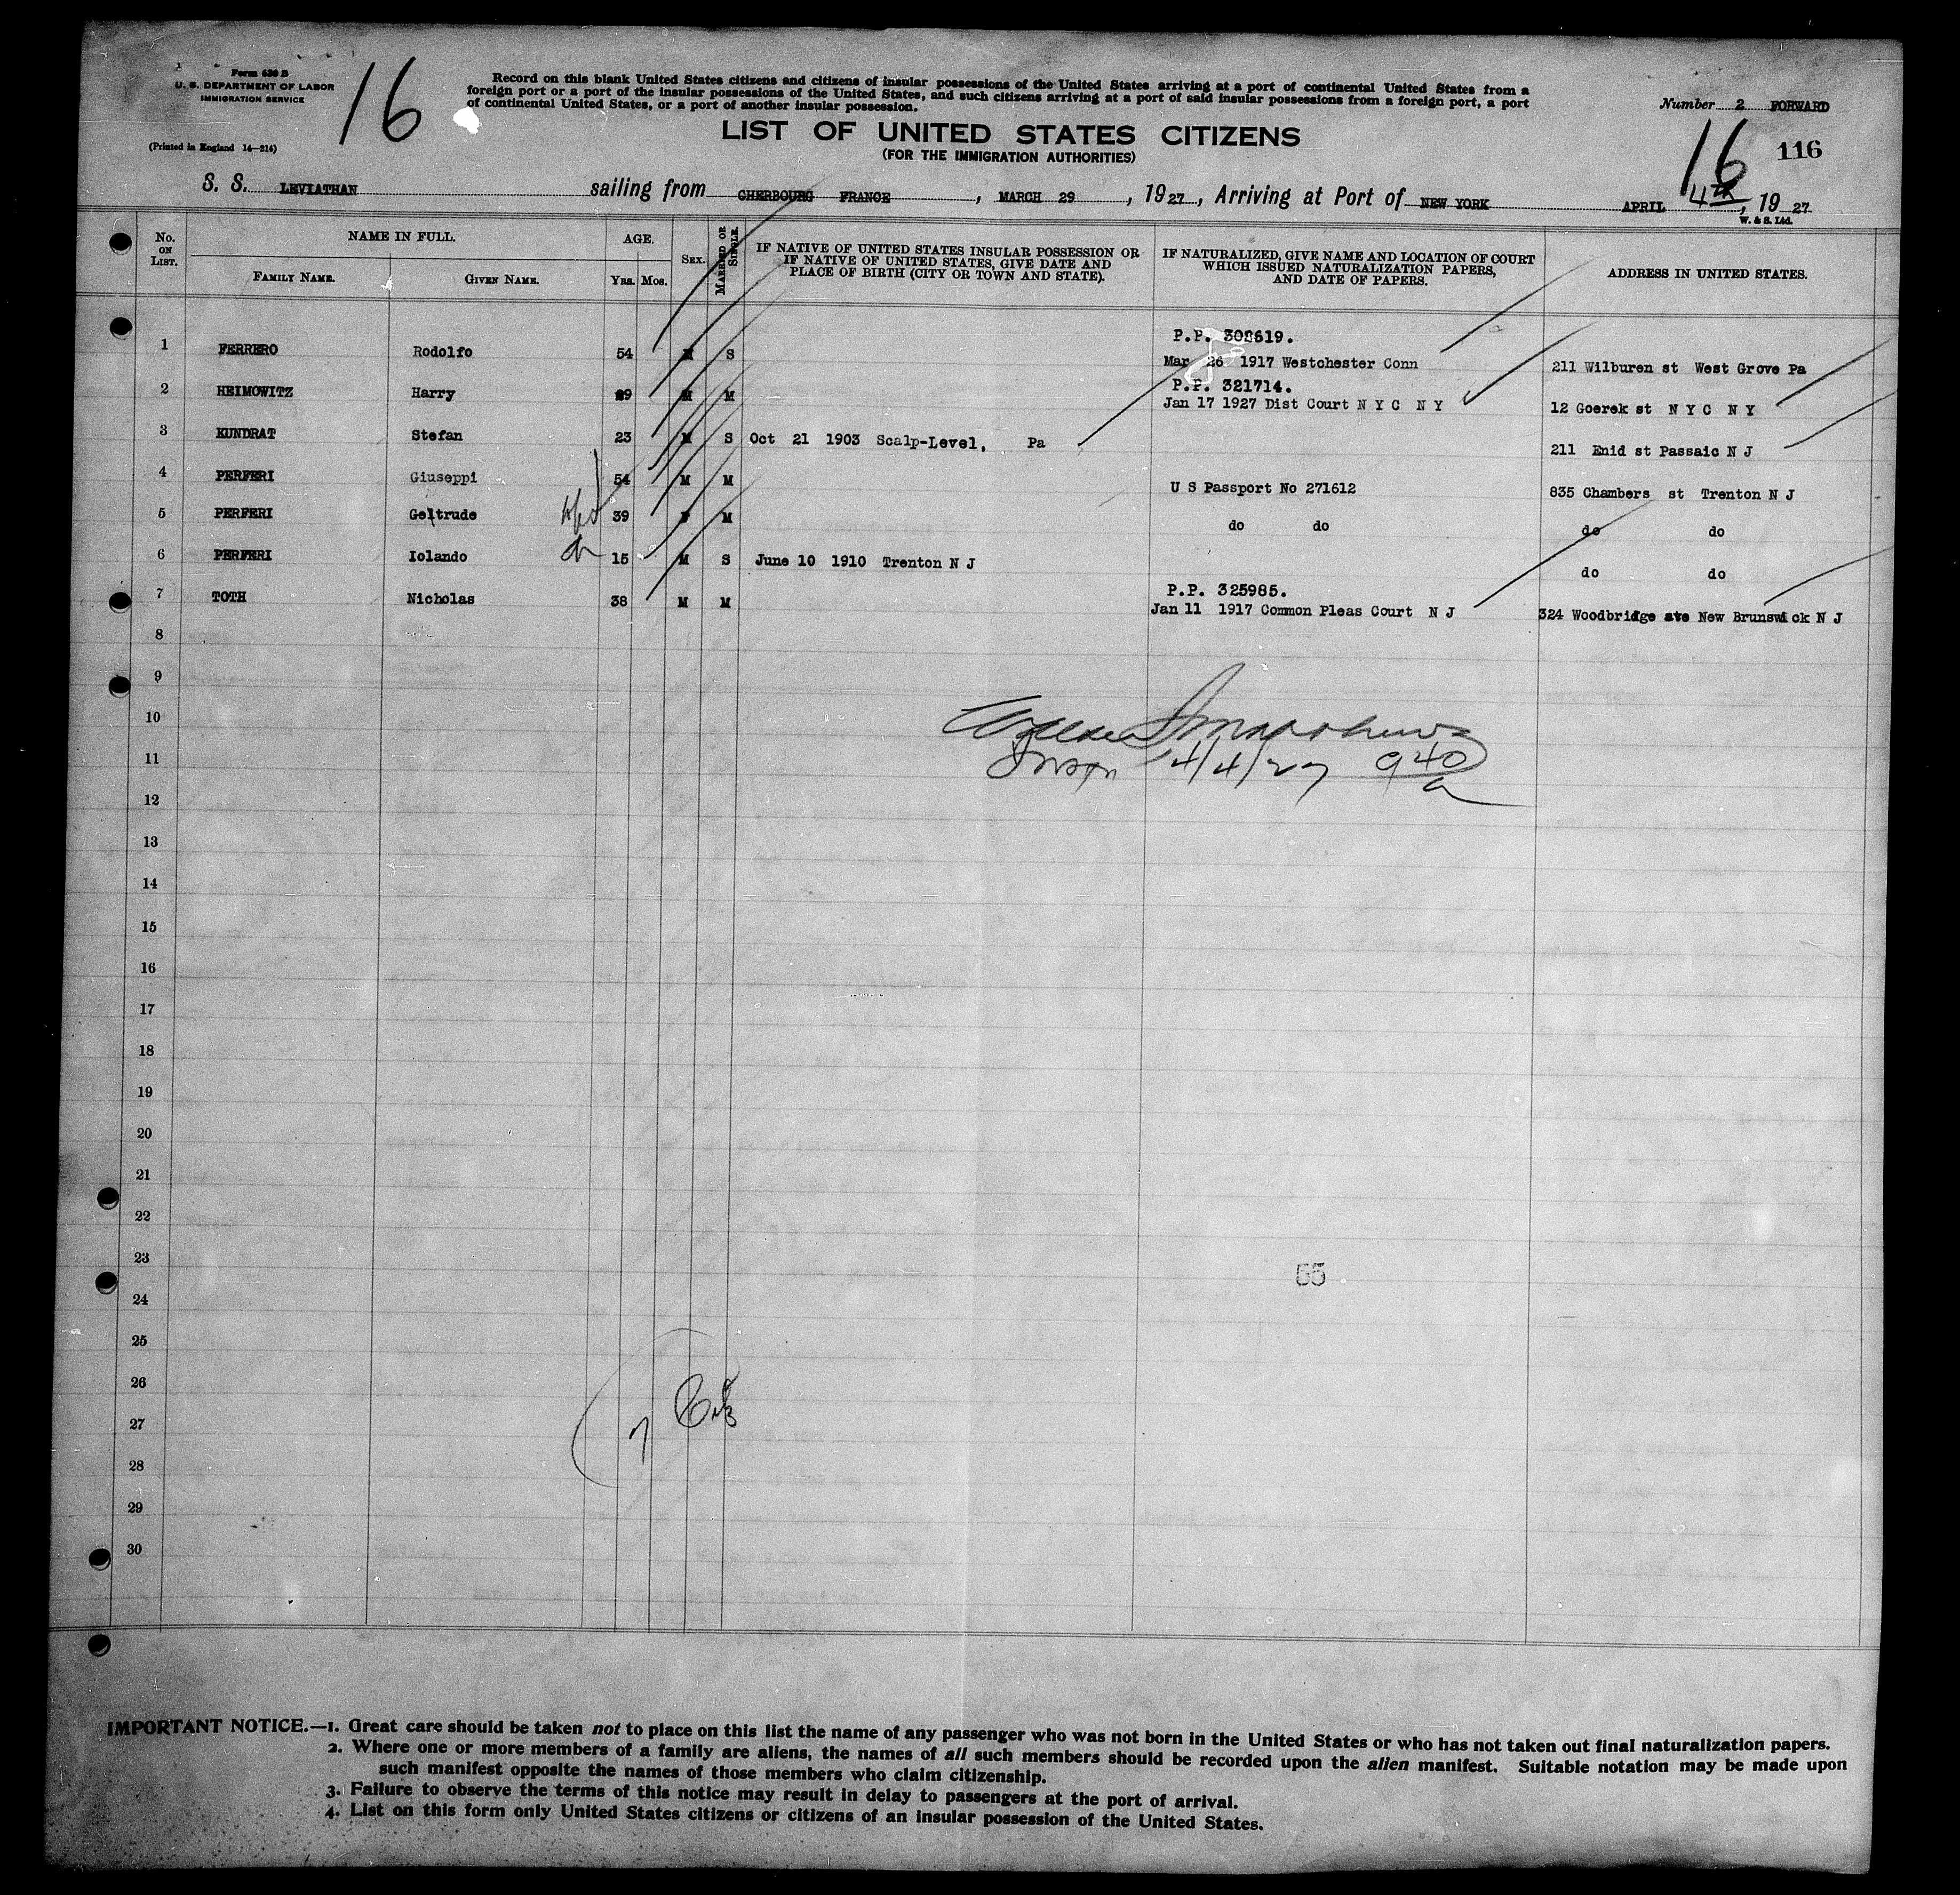 Form 630 B
U. S. DEPARTMENT OF LABOR
IMMIGRATION SERVICE
(Printed in England 14—214)
16
Record on this blank United States citizens and citizens of insular possessions of the United States arriving at a port of continental United States from a
foreign port or a port of the insular possessions of the United States, and such citizens arriving at a port of said insular possessions from a foreign port, a port
of continental United States, or a port of another insular possession.
LIST OF UNITED STATES CITIZENS
(FOR THE IMMIGRATION AUTHORITIES)
Number 2 FORWARD
16 116
S. S. LEVIATHAN sailing from CHERBOURG FRANCE, MARCH 29, 1927, Arriving at Port of NEW YORK APRIL 4th, 1927
W. & S. Ltd.
No. ON LIST. NAME IN FULL. FAMILY NAME. GIVEN NAME. AGE. Yrs. Mos. SEX. MARRIED OR SINGLE. IF NATIVE OF UNITED STATES INSULAR POSSESSION OR IF NATIVE OF UNITED STATES, GIVE DATE AND PLACE OF BIRTH (CITY OR TOWN AND STATE). IF NATURALIZED, GIVE NAME AND LOCATION OF COURT WHICH ISSUED NATURALIZATION PAPERS, AND DATE OF PAPERS. ADDRESS IN UNITED STATES.
P.P. 308619.
1 FERRERO Rodolfo 54 M S Mar 26 1917 Westchester Conn 211 Wilburen st West Grove Pa
P.P. 321714.
2 HEIMOWITZ Harry 29 M M Jan 17 1927 Dist Court N Y C N Y 12 Goerek st N Y C N Y
3 KUNDRAT Stefan 23 M S Oct 21 1903 Scalp-Level, Pa 211 Enid st Passaic N J
4 PERFERI Giuseppi 54 M M U S Passport No 271612 835 Chambers st Trenton N J
5 PERFERI Geltrude 39 F M do do do do
6 PERFERI Iolando 15 M S June 10 1910 Trenton N J do do
P.P. 325985.
7 TOTH Nicholas 38 M M Jan 11 1917 Common Pleas Court N J 324 Woodbridge ave New Brunswick N J
8
9
10
11 4/4/27 940 a
12
13
14
15
16
17
18
19
20
21
22
23
55
24
25
26
27 7
28
29
30
IMPORTANT NOTICE.—1. Great care should be taken not to place on this list the name of any passenger who was not born in the United States or who has not taken out final naturalization papers.
2. Where one or more members of a family are aliens, the names of all such members should be recorded upon the alien manifest. Suitable notation may be made upon
such manifest opposite the names of those members who claim citizenship.
3. Failure to observe the terms of this notice may result in delay to passengers at the port of arrival.
4. List on this form only United States citizens or citizens of an insular possession of the United States.